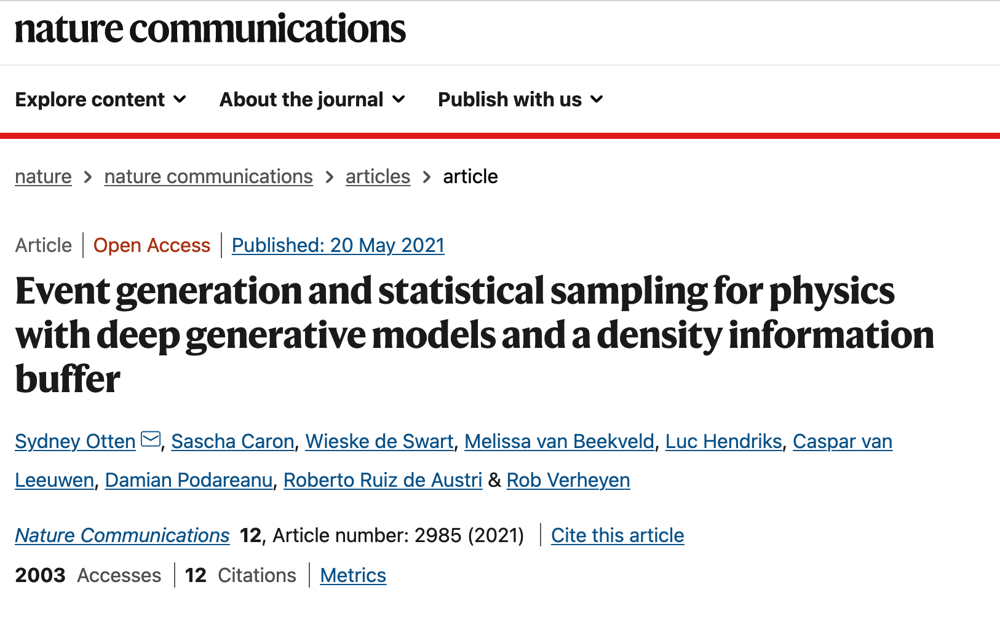 nature communications
Explore content About the journal Publish with us
nature > nature communications > articles > article
Article | Open Access | Published: 20 May 2021
Event generation and statistical sampling for physics
with deep generative models and a density information
buffer
Sydney Otten, Sascha Caron, Wieske de Swart, Melissa van Beekveld, Luc Hendriks, Caspar van
Leeuwen, Damian Podareanu, Roberto Ruiz de Austri & Rob Verheyen
Nature Communications 12, Article number: 2985 (2021) | Cite this article
2003 Accesses | 12 Citations | Metrics